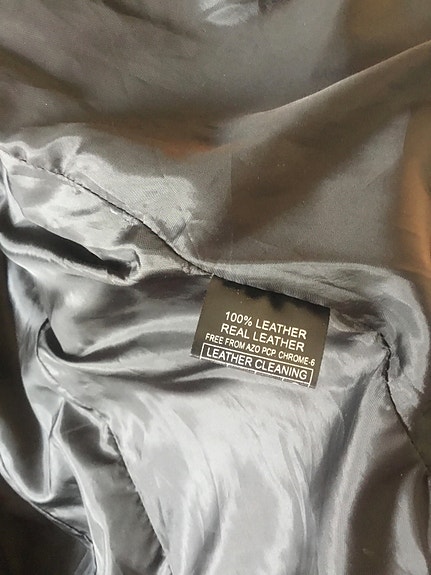 100% LEATHER
REAL LEATHER
FREE FROM AZO PCP, CHROME-6
LEATHER CLEANING